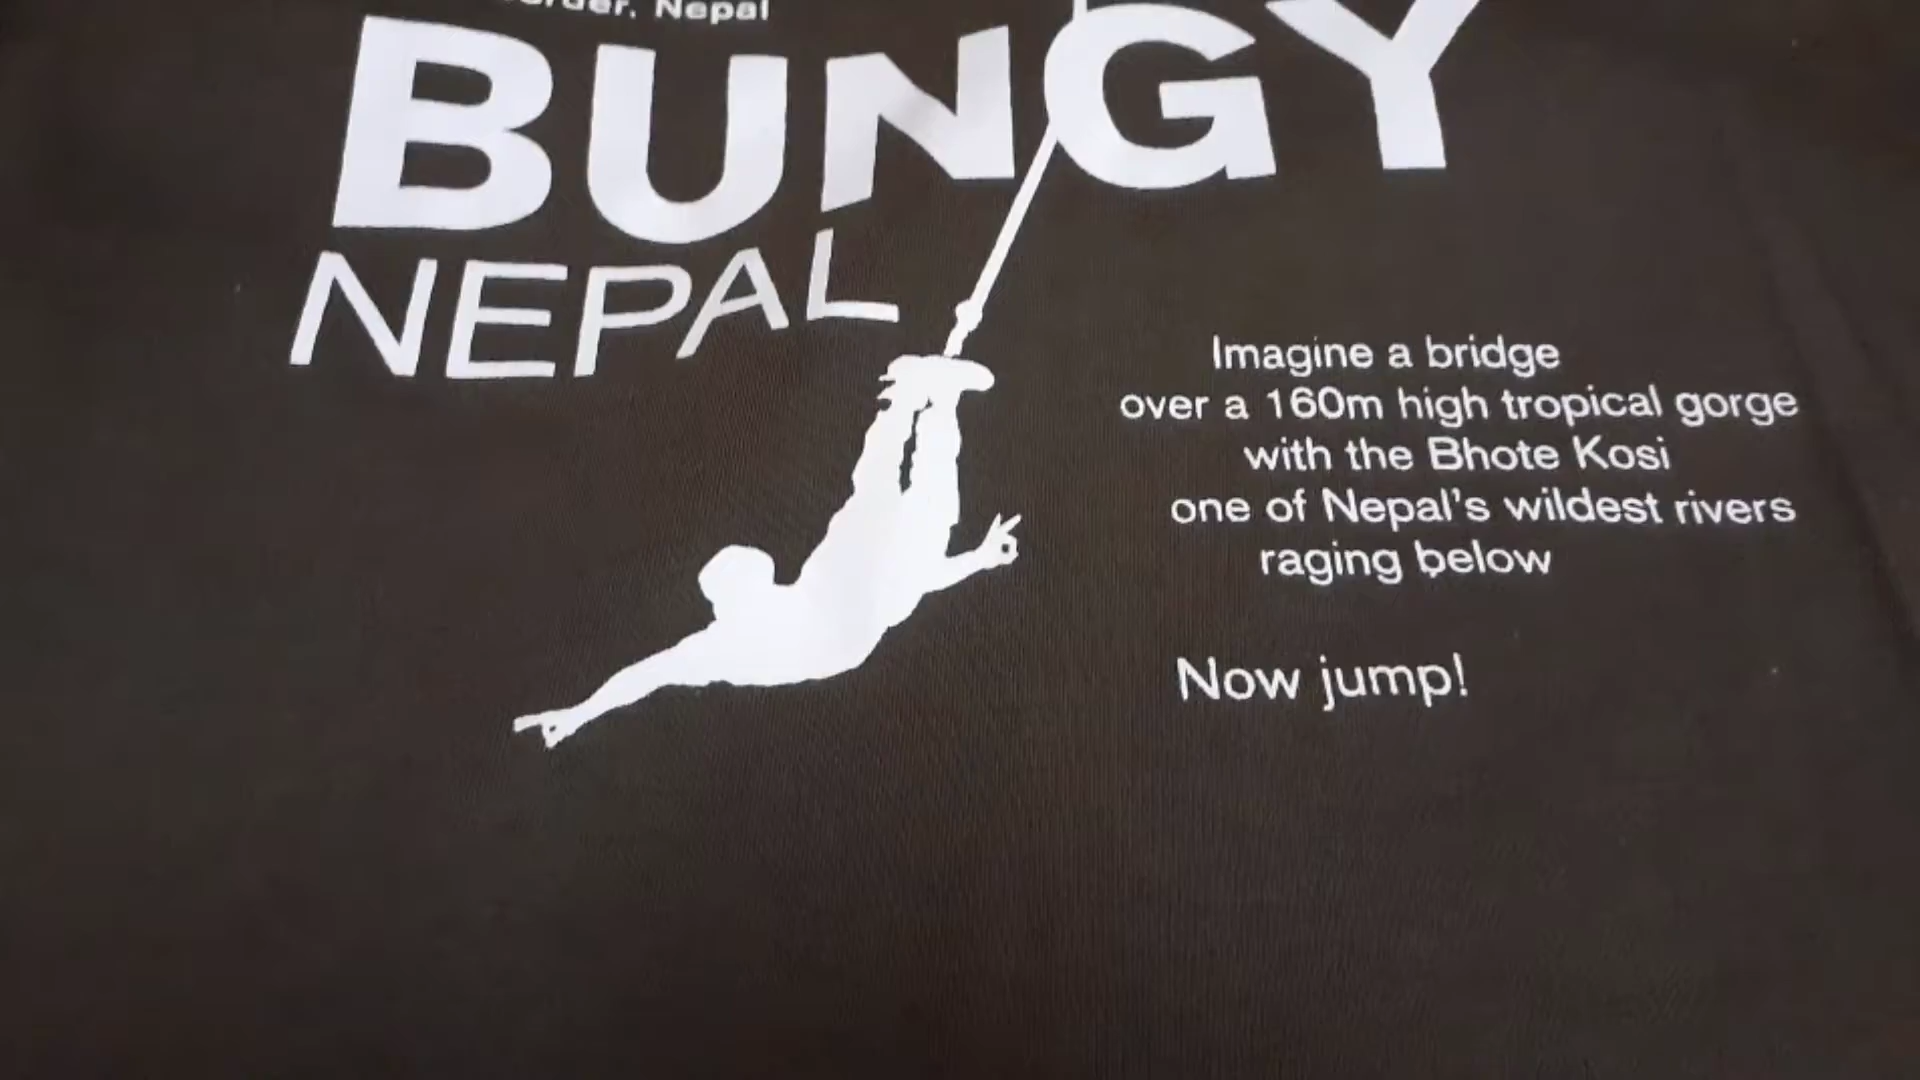 Nepal
BUNGY
NEPAL
Imagine a bridge
over a 160m high tropical gorge
with the Bhote Kosi
one of Nepal's wildest rivers
raging below
Now jump!